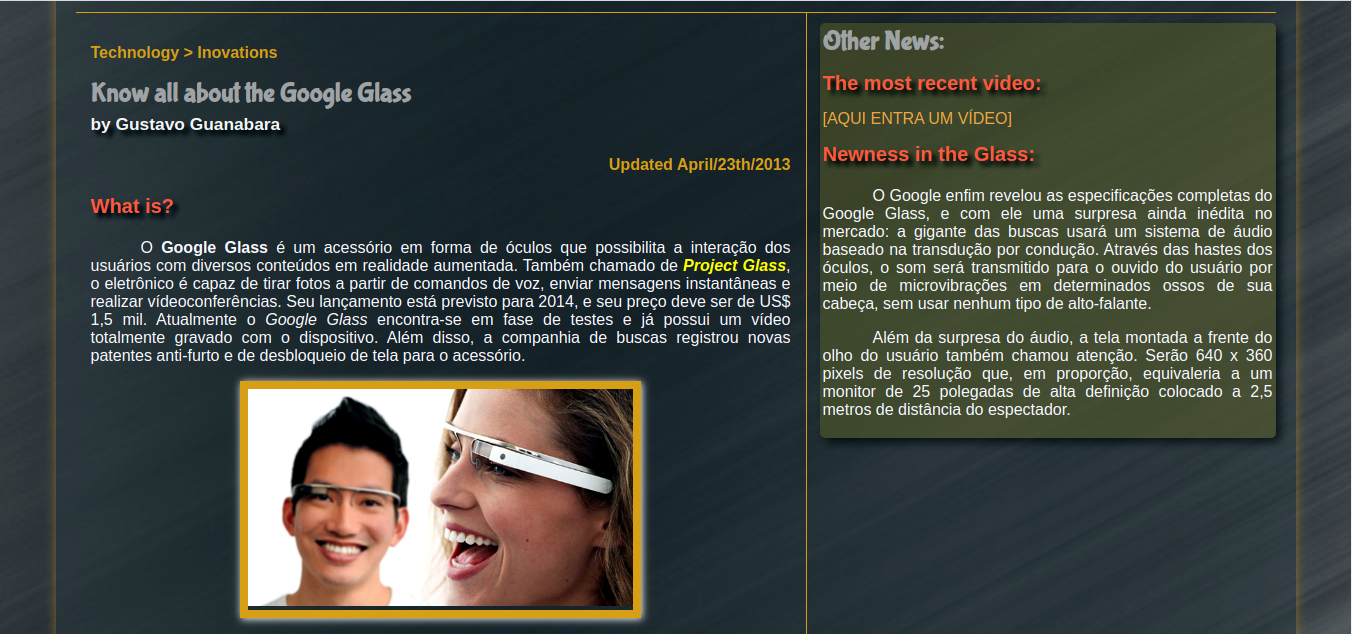 Technology > Inovations
Know all about the Google Glass
by Gustavo Guanabara
Updated April/23th/2013
What is?
O Google Glass é um acessório em forma de óculos que possibilita a interação dos
usuários com diversos conteúdos em realidade aumentada. Também chamado de Project Glass,
o eletrônico é capaz de tirar fotos a partir de comandos de voz, enviar mensagens instantâneas e
realizar vídeoconferências. Seu lançamento está previsto para 2014, e seu preço deve ser de US$
1,5 mil. Atualmente o Google Glass encontra-se em fase de testes e já possui um vídeo
totalmente gravado com o dispositivo. Além disso, a companhia de buscas registrou novas
patentes anti-furto e de desbloqueio de tela para o acessório.
Other News:
The most recent video:
[AQUI ENTRA UM VÍDEO]
Newness in the Glass:
O Google enfim revelou as especificações completas do
Google Glass, e com ele uma surpresa ainda inédita no
mercado: a gigante das buscas usará um sistema de áudio
baseado na transdução por condução. Através das hastes dos
óculos, o som será transmitido para o ouvido do usuário por
meio de microvibrações em determinados ossos de sua
cabeça, sem usar nenhum tipo de alto-falante.
Além da surpresa do áudio, a tela montada a frente do
olho do usuário também chamou atenção. Serão 640 x 360
pixels de resolução que, em proporção, equivaleria a um
monitor de 25 polegadas de alta definição colocado a 2,5
metros de distância do espectador.